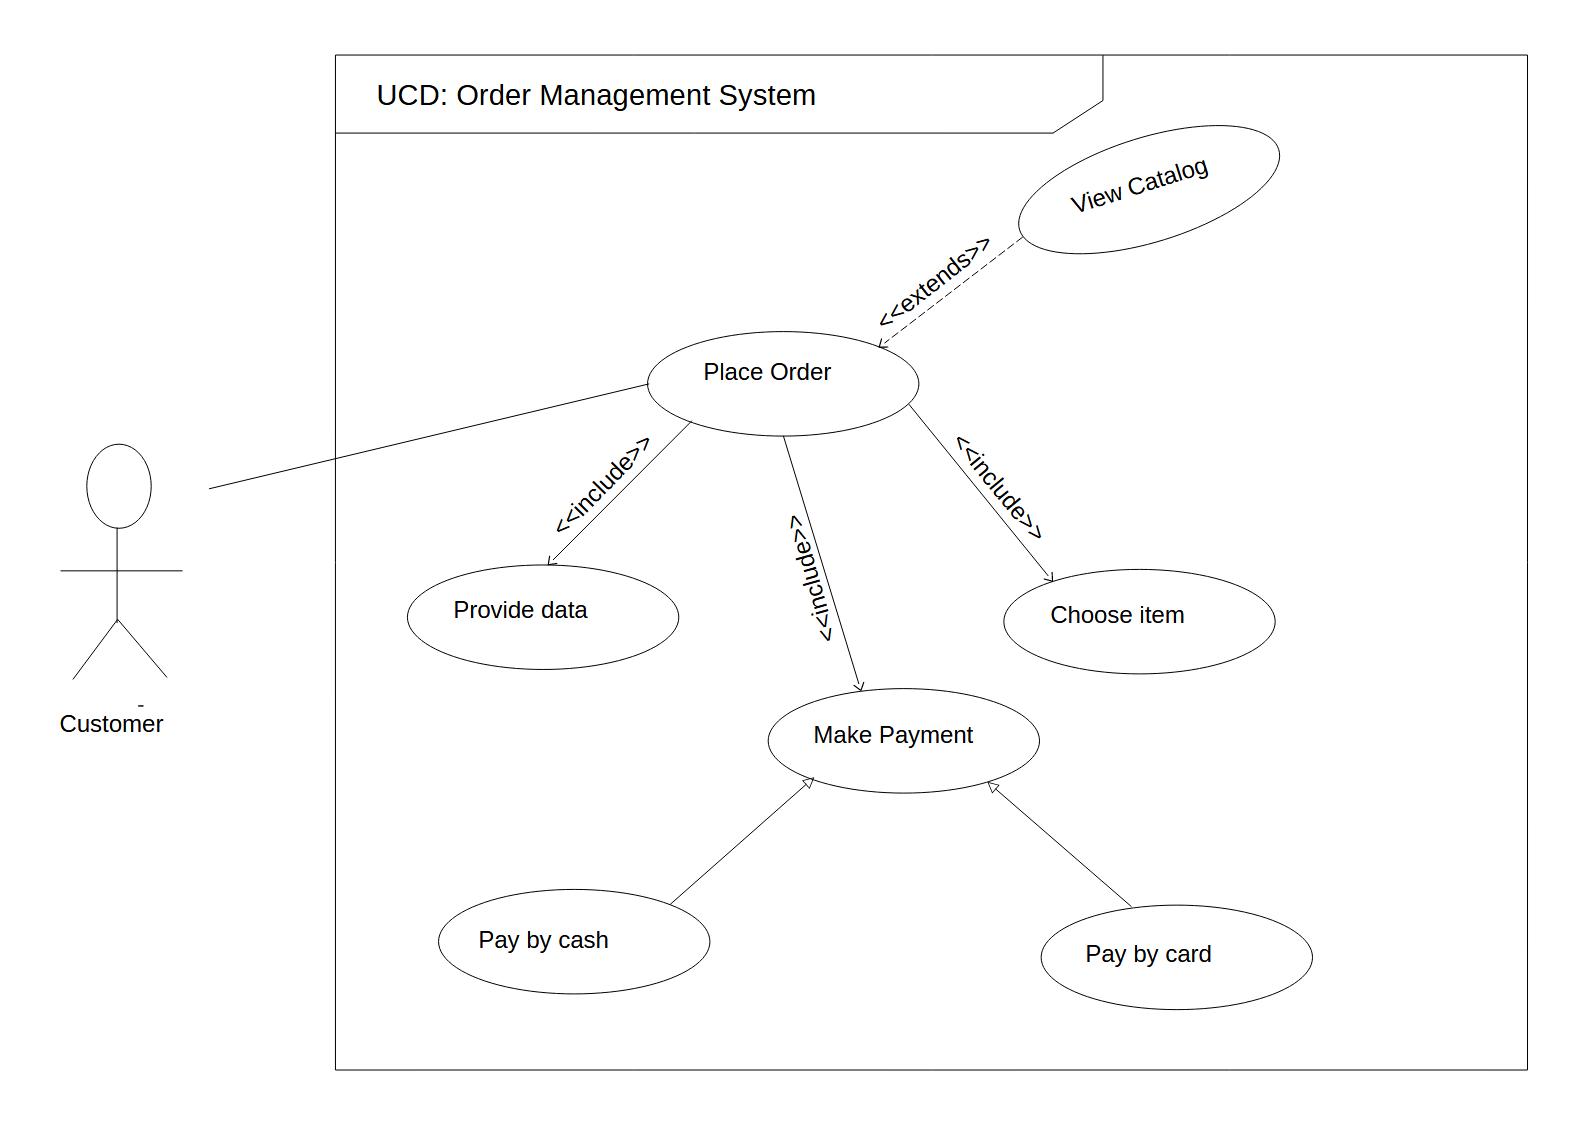 UCD: Order Management System
View Catalog
<<extends>>
Place Order
<<include>>
<<include>>
<<include>>
Provide data
Choose item
Make Payment
Customer
Pay by cash
Pay by card